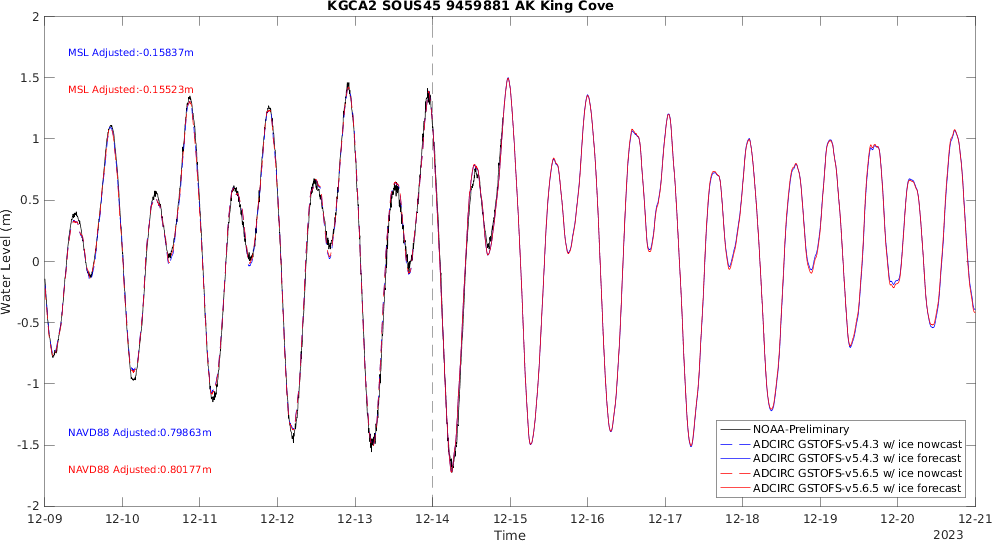 KGCA2 SOUS45 9459881 AK King Cove
2
1.5
1
0.5
0
-0.5
-1
-1.5
-2
Water Level (m)
MSL Adjusted:-0.15837m
MSL Adjusted:-0.15523m
NAVD88 Adjusted:0.79863m
NAVD88 Adjusted:0.80177m
NOAA-Preliminary
ADCIRC GSTOFS-v5.4.3 w/ ice nowcast
ADCIRC GSTOFS-v5.4.3 w/ ice forecast
ADCIRC GSTOFS-v5.6.5 w/ ice nowcast
ADCIRC GSTOFS-v5.6.5 w/ ice forecast
12-09 12-10 12-11 12-12 12-13 12-14 12-15 12-16 12-17 12-18 12-19 12-20 12-21
Time
2023